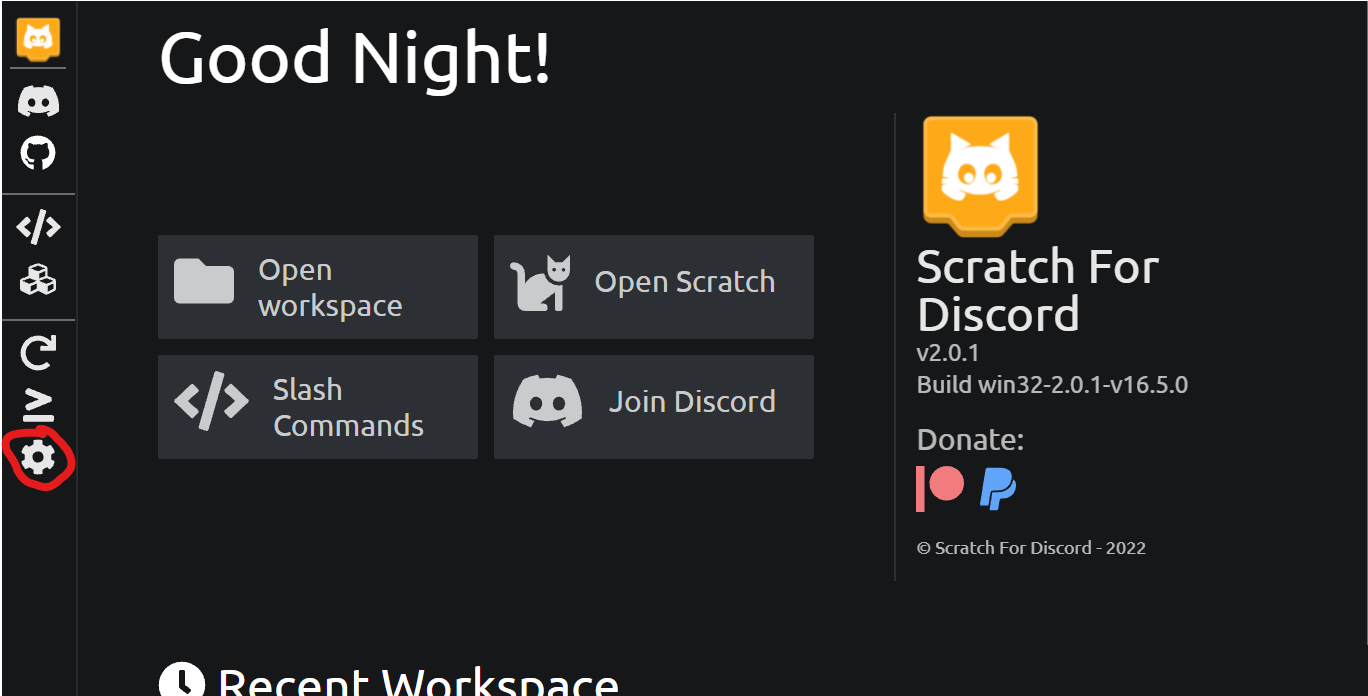 Good Night!
Open
workspace
Open Scratch
Slash
Commands
Join Discord
Scratch For
Discord
v2.0.1
Build win32-2.0.1-v16.5.0
Donate:
© Scratch For Discord - 2022
Recent Workspace